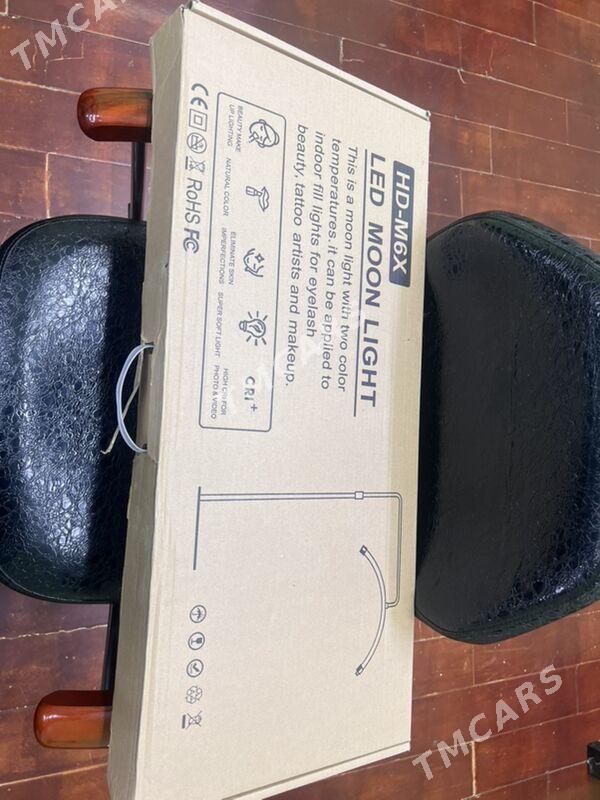 HD-M6X
LED MOON LIGHT
This is a moon light with two color
temperatures. It can be applied to
indoor fill lights for eyelash
beauty, tattoo artists and makeup.
BEAUTY MAKE
UP LIGHTING
NATURAL COLOR
ELIMINATE SKIN
IMPERFECTIONS
SUPER SOFT LIGHT
CRI+
HIGH CRI FOR
PHOTO & VIDEO
CE RoHS FC
TMCARS
TMCARS
TMCARS